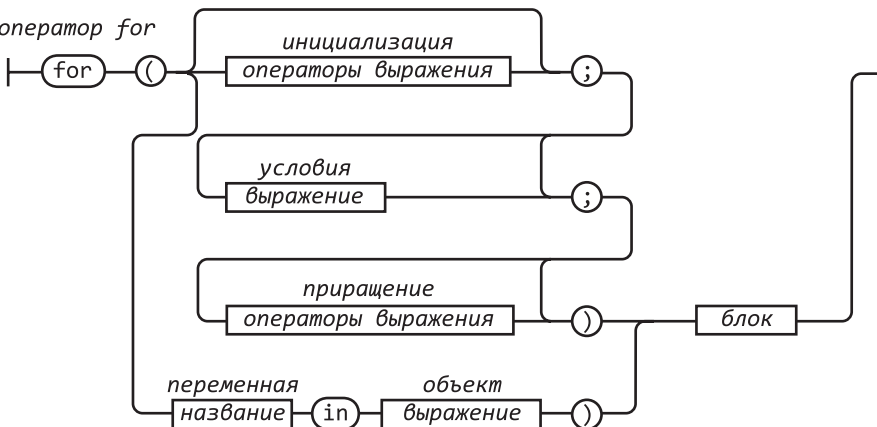 оператор for
инициализация
for ( операторы выражения ;
условия
выражение ;
приращение
операторы выражения ) блок
переменная объект
название in выражение )